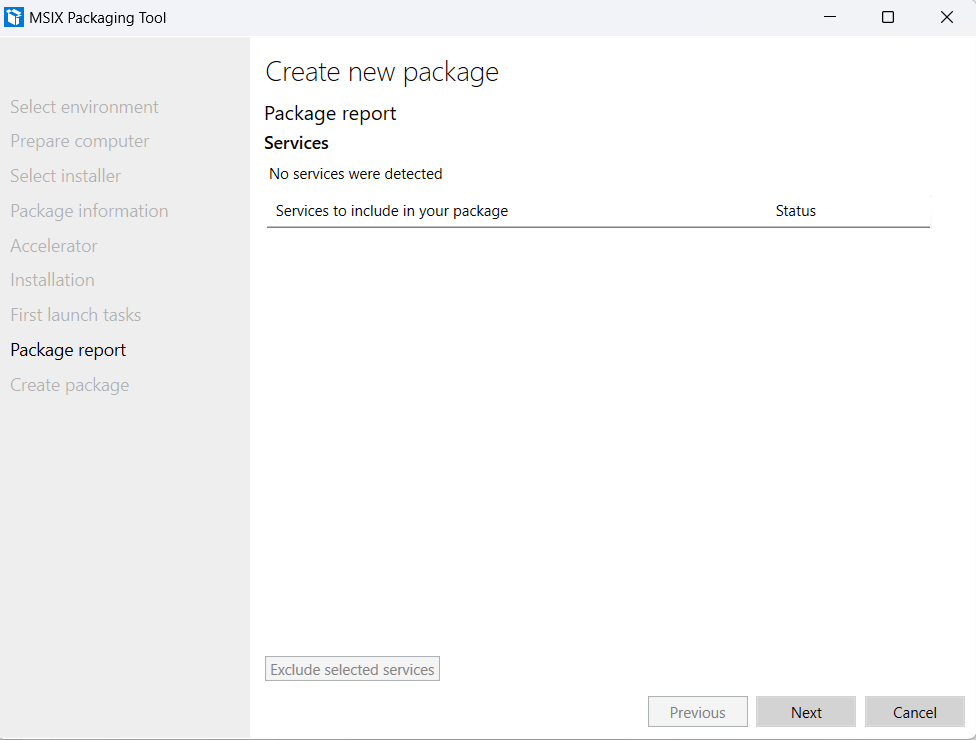 MSIX Packaging Tool
Create new package
Package report
Services
No services were detected
Services to include in your package Status
Select environment
Prepare computer
Select installer
Package information
Accelerator
Installation
First launch tasks
Package report
Create package
Exclude selected services
Previous Next Cancel